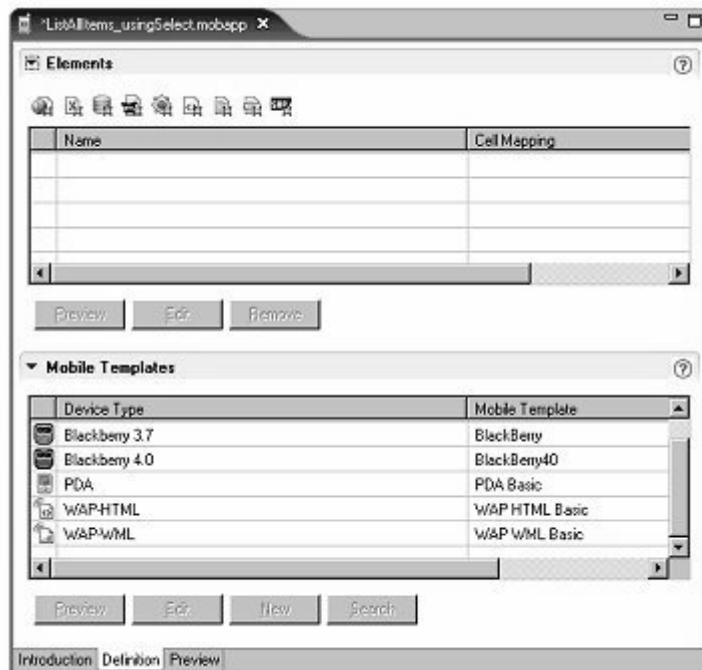 *ListAllItems_usingSelect.mobapp
Elements
Name Cell Mapping
Preview Edit Remove
Mobile Templates
Device Type Mobile Template
Blackberry 3.7 BlackBerry
Blackberry 4.0 BlackBerry40
PDA PDA Basic
WAP-HTML WAP HTML Basic
WAP-WML WAP WML Basic
Preview Edit New Search
Introduction Definition Preview